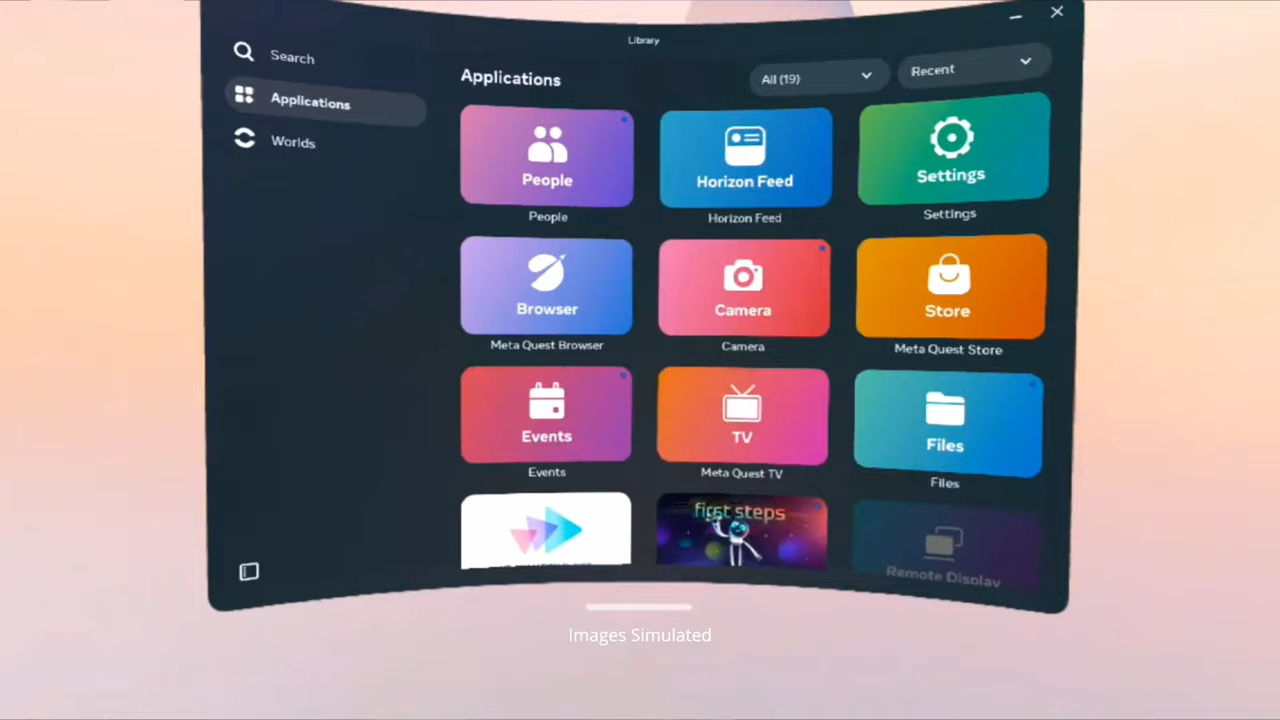 Library
Search
Applications
Worlds
Applications
All (19)
Recent
People
People
Horizon Feed
Horizon Feed
Settings
Settings
Browser
Meta Quest Browser
Camera
Camera
Store
Meta Quest Store
Events
Events
TV
Meta Quest TV
Files
Files
first steps
Remote Display
Images Simulated